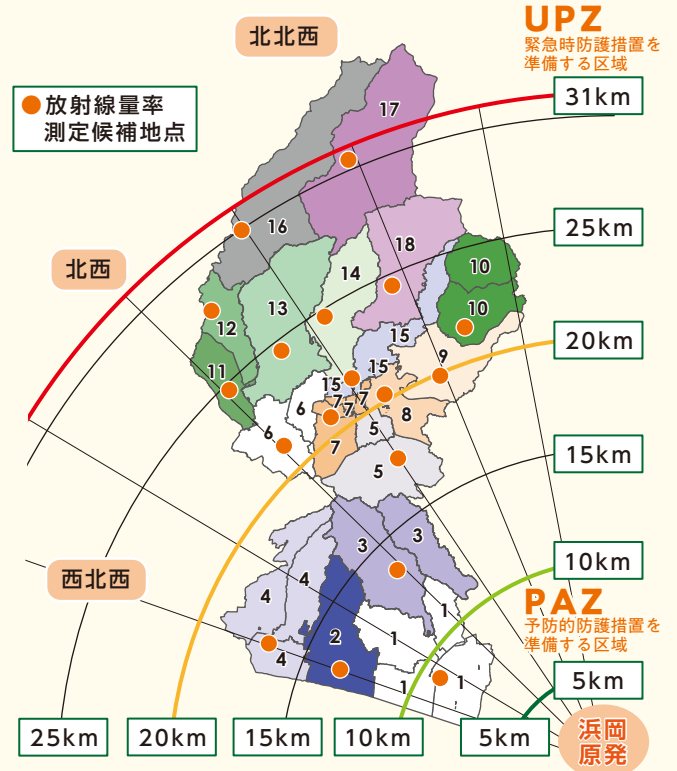 北北西
UPZ
緊急時防護措置を
準備する区域
放射線量率
測定候補地点
31km
17
16
18
25km
北西
10
14
13
10
12
15
20km
9
15
11
15
7
7
7
6
8
6
5
7
15km
5
3
3
10km
4
西北西
PAZ
予防的防護措置を
準備する区域
4
1
2
1
4
1
1
5km
25km
20km
15km
10km
5km
浜岡
原発